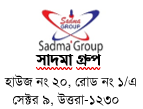 Sadma
GROUP
Sadma Group
সাদমা গ্রুপ
হাউজ নং ২০, রোড নং ১/এ
সেক্টর ৯, উত্তরা-১২৩০